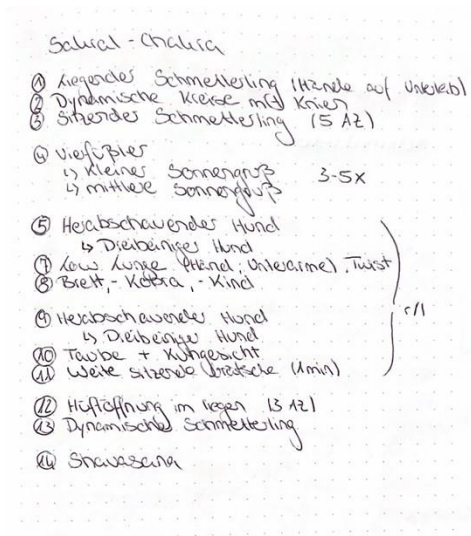 Sakral-Chakra
① Liegender Schmetterling (Hände auf Unterleib)
② Dynamische Kreise mit Knien
③ Sitzender Schmetterling (5 AZ)
④ Vierfüßler
↳ Kleiner Sonnengruß 3-5x
↳ mittlere Sonnengruß
⑤ Herabschauender Hund
↳ Dreibeiniger Hund
⑦ Low Lunge (Hand, Unterarme), Twist
⑧ Brett, - Kobra, - Kind
⑨ Herabschauender Hund
↳ Dreibeiniger Hund
r/l
⑩ Taube + Kuhgesicht
⑪ Weite sitzende Grätsche (1min)
⑫ Hüftöffnung im liegen (3 AZ)
⑬ Dynamischer Schmetterling
⑭ Shavasana